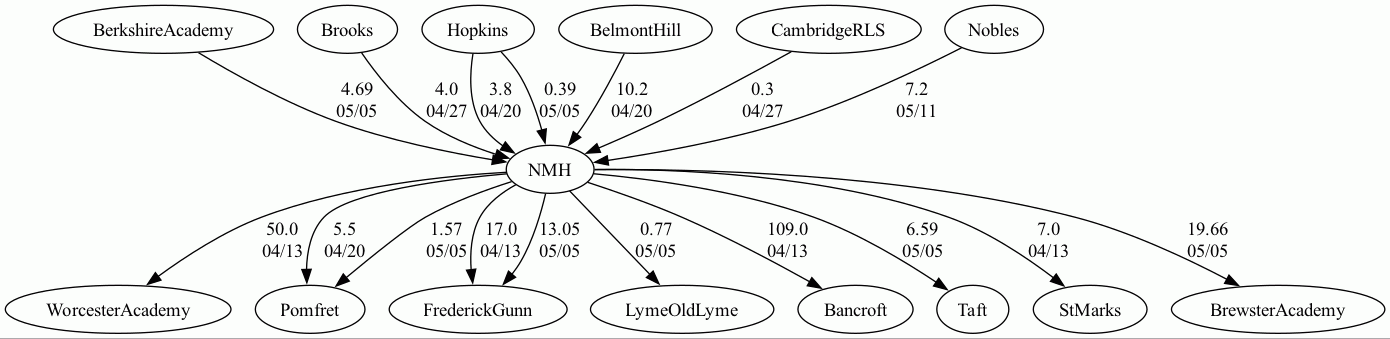 BerkshireAcademy Brooks Hopkins BelmontHill CambridgeRLS Nobles
4.69 4.0 3.8 0.39 10.2 0.3 7.2
05/05 04/27 04/20 05/05 04/20 04/27 05/11
NMH
50.0 5.5 1.57 17.0 13.05 0.77 109.0 6.59 7.0 19.66
04/13 04/20 05/05 04/13 05/05 05/05 04/13 05/05 04/13 05/05
WorcesterAcademy Pomfret FrederickGunn LymeOldLyme Bancroft Taft StMarks BrewsterAcademy